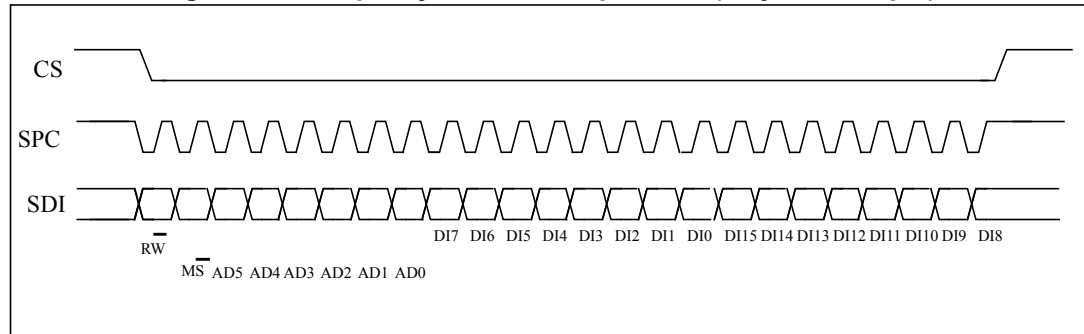 CS
SPC
SDI
DI7 DI6 DI5 DI4 DI3 DI2 DI1 DI0 DI15 DI14 DI13 DI12 DI11 DI10 DI9 DI8
RW
MS AD5 AD4 AD3 AD2 AD1 AD0